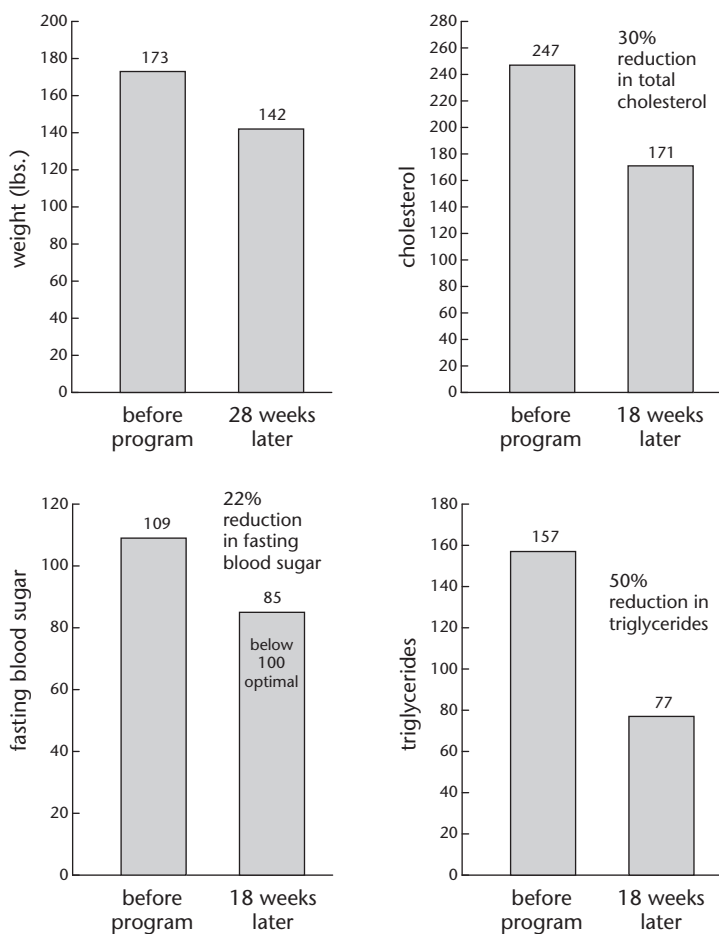 weight (lbs.)
200
180
160
140
120
100
80
60
40
20
0
173
142
before
program
28 weeks
later
cholesterol
280
260
240
220
200
180
160
140
120
100
80
60
40
20
0
247
171
30%
reduction
in total
cholesterol
before
program
18 weeks
later
fasting blood sugar
120
100
80
60
40
20
0
109
85
22%
reduction
in fasting
blood sugar
below
100
optimal
before
program
18 weeks
later
triglycerides
180
160
140
120
100
80
60
40
20
0
157
77
50%
reduction in
triglycerides
before
program
18 weeks
later